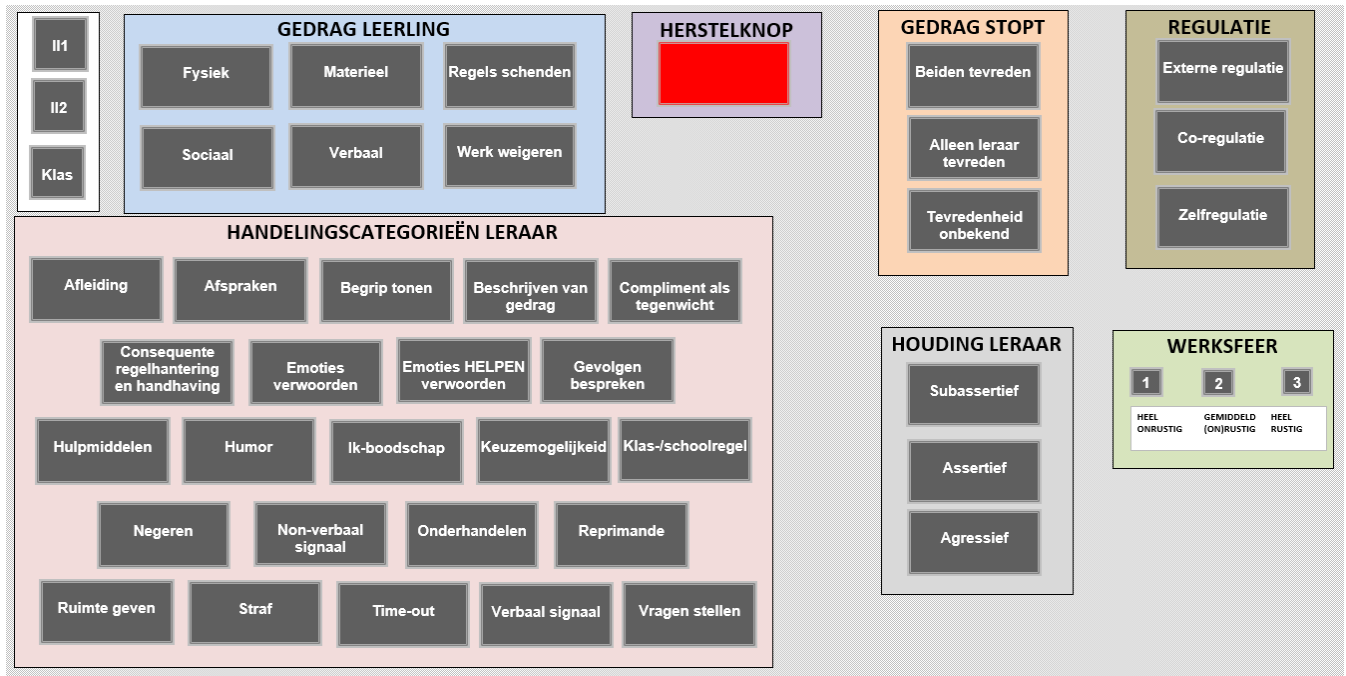 ll1
ll2
Klas
GEDRAG LEERLING
Fysiek
Materieel
Regels schenden
Sociaal
Verbaal
Werk weigeren
HERSTELKNOP
GEDRAG STOPT
Beiden tevreden
Alleen leraar
tevreden
Tevredenheid
onbekend
REGULATIE
Externe regulatie
Co-regulatie
Zelfregulatie
HANDELINGSCATEGORIEËN LERAAR
Afleiding
Afspraken
Begrip tonen
Beschrijven van
gedrag
Compliment als
tegenwicht
Consequente
regelhantering
en handhaving
Emoties
verwoorden
Emoties HELPEN
verwoorden
Gevolgen
bespreken
Hulpmiddelen
Humor
Ik-boodschap
Keuzemogelijkeid
Klas-/schoolregel
Negeren
Non-verbaal
signaal
Onderhandelen
Reprimande
Ruimte geven
Straf
Time-out
Verbaal signaal
Vragen stellen
HOUDING LERAAR
Subassertief
Assertief
Agressief
WERKSFEER
1
2
3
HEEL
ONRUSTIG
GEMIDDELD
(ON)RUSTIG
HEEL
RUSTIG